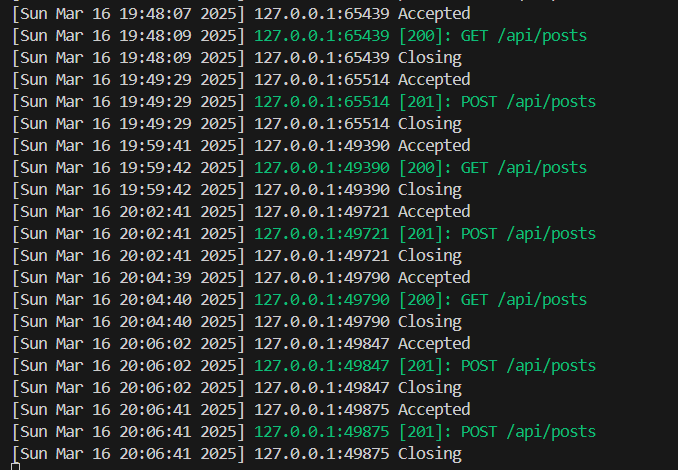 [Sun Mar 16 19:48:07 2025] 127.0.0.1:65439 Accepted
[Sun Mar 16 19:48:09 2025] 127.0.0.1:65439 [200]: GET /api/posts
[Sun Mar 16 19:48:09 2025] 127.0.0.1:65439 Closing
[Sun Mar 16 19:49:29 2025] 127.0.0.1:65514 Accepted
[Sun Mar 16 19:49:29 2025] 127.0.0.1:65514 [201]: POST /api/posts
[Sun Mar 16 19:49:29 2025] 127.0.0.1:65514 Closing
[Sun Mar 16 19:59:41 2025] 127.0.0.1:49390 Accepted
[Sun Mar 16 19:59:42 2025] 127.0.0.1:49390 [200]: GET /api/posts
[Sun Mar 16 19:59:42 2025] 127.0.0.1:49390 Closing
[Sun Mar 16 20:02:41 2025] 127.0.0.1:49721 Accepted
[Sun Mar 16 20:02:41 2025] 127.0.0.1:49721 [201]: POST /api/posts
[Sun Mar 16 20:02:41 2025] 127.0.0.1:49721 Closing
[Sun Mar 16 20:04:39 2025] 127.0.0.1:49790 Accepted
[Sun Mar 16 20:04:40 2025] 127.0.0.1:49790 [200]: GET /api/posts
[Sun Mar 16 20:04:40 2025] 127.0.0.1:49790 Closing
[Sun Mar 16 20:06:02 2025] 127.0.0.1:49847 Accepted
[Sun Mar 16 20:06:02 2025] 127.0.0.1:49847 [201]: POST /api/posts
[Sun Mar 16 20:06:02 2025] 127.0.0.1:49847 Closing
[Sun Mar 16 20:06:41 2025] 127.0.0.1:49875 Accepted
[Sun Mar 16 20:06:41 2025] 127.0.0.1:49875 [201]: POST /api/posts
[Sun Mar 16 20:06:41 2025] 127.0.0.1:49875 Closing